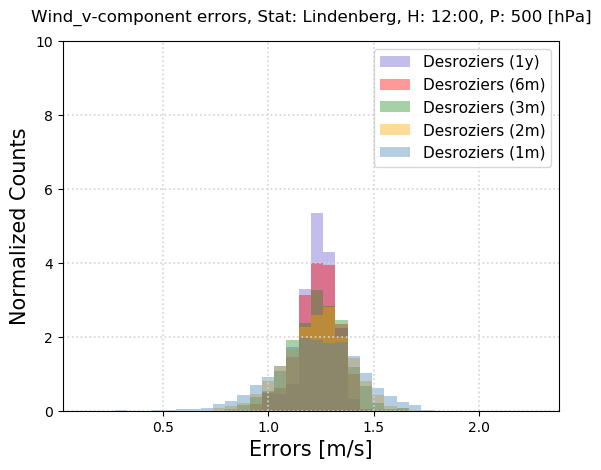 Wind_v-component errors, Stat: Lindenberg, H: 12:00, P: 500 [hPa]
10
8
6
4
2
0
Normalized Counts
Desroziers (1y)
Desroziers (6m)
Desroziers (3m)
Desroziers (2m)
Desroziers (1m)
0.5 1.0 1.5 2.0
Errors [m/s]